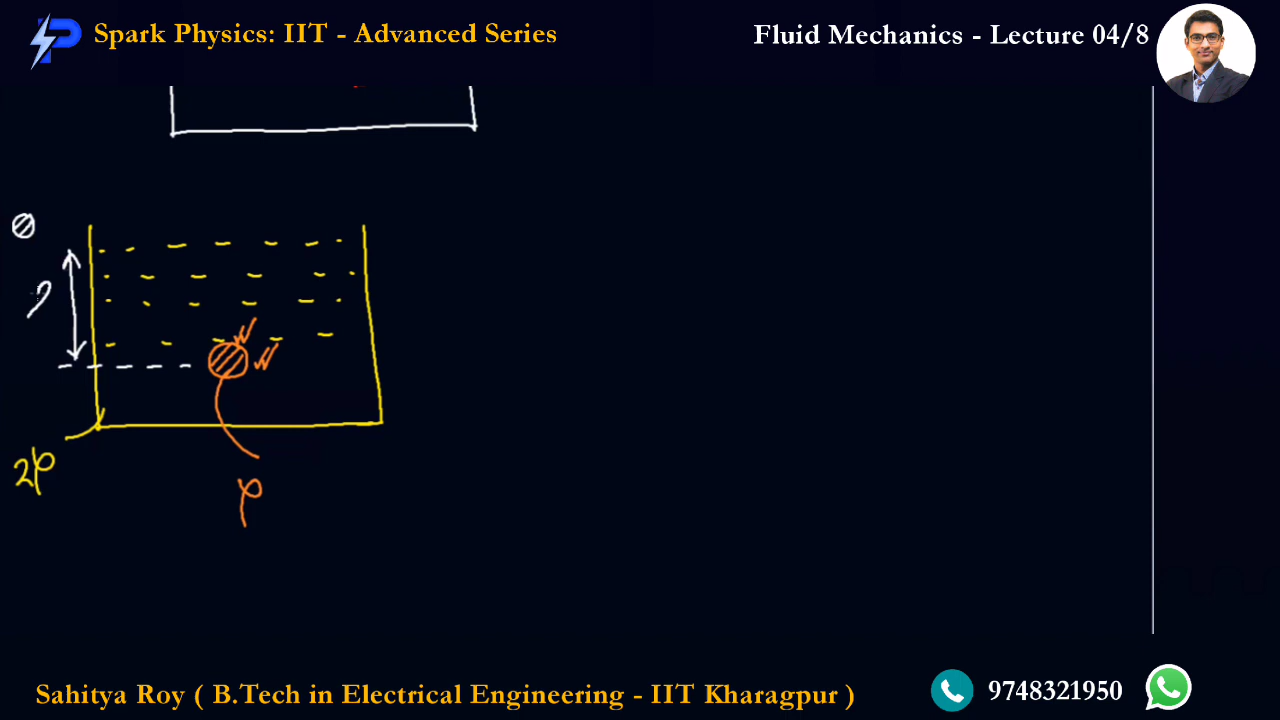 Spark Physics: IIT - Advanced Series
Fluid Mechanics - Lecture 04/8
2ρ
ρ
Sahitya Roy ( B.Tech in Electrical Engineering - IIT Kharagpur )
9748321950